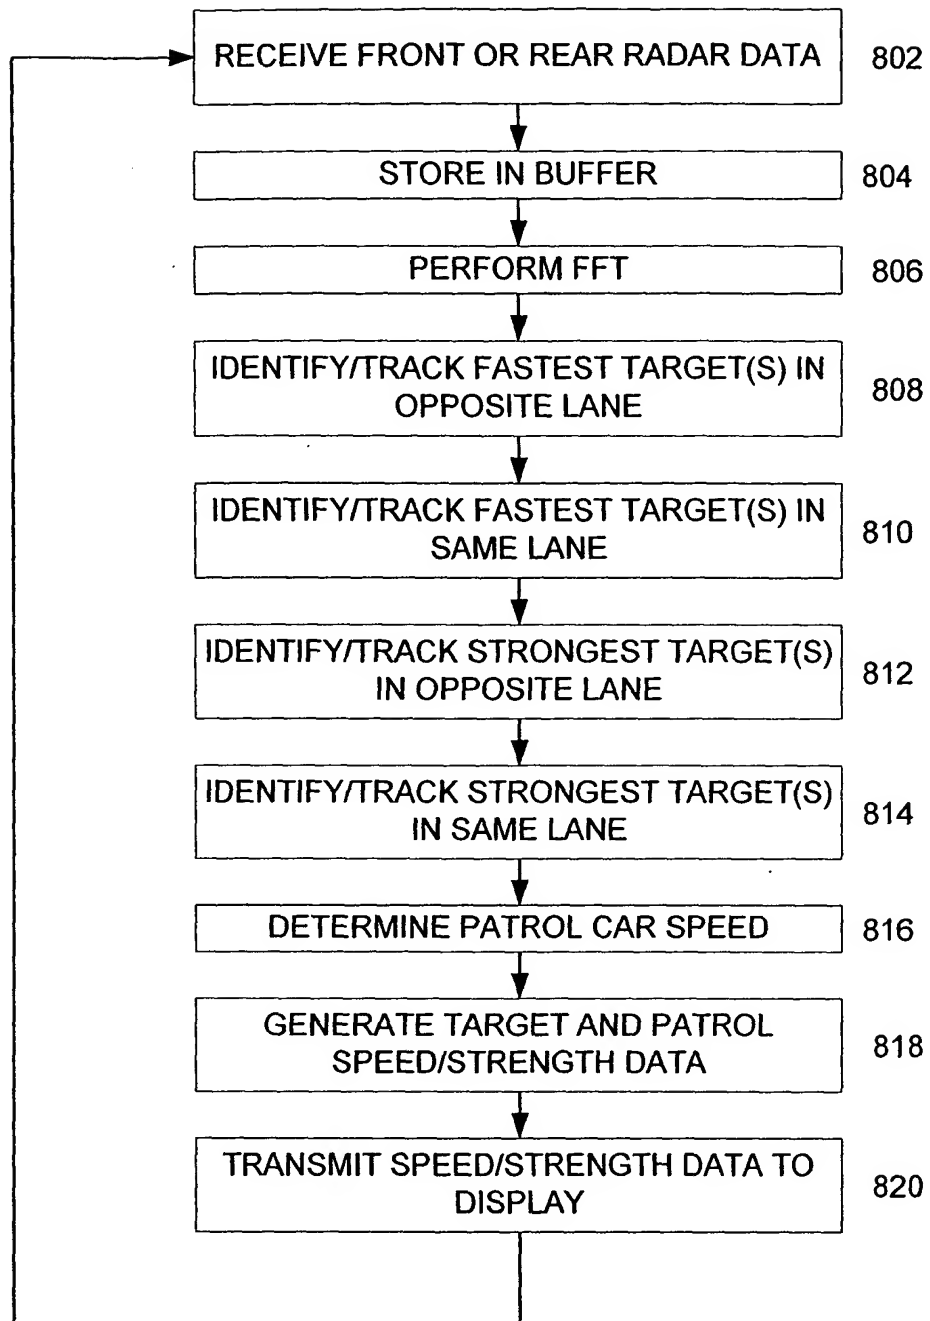 RECEIVE FRONT OR REAR RADAR DATA 802
STORE IN BUFFER 804
PERFORM FFT 806
IDENTIFY/TRACK FASTEST TARGET(S) IN
OPPOSITE LANE 808
IDENTIFY/TRACK FASTEST TARGET(S) IN
SAME LANE 810
IDENTIFY/TRACK STRONGEST TARGET(S)
IN OPPOSITE LANE 812
IDENTIFY/TRACK STRONGEST TARGET(S)
IN SAME LANE 814
DETERMINE PATROL CAR SPEED 816
GENERATE TARGET AND PATROL
SPEED/STRENGTH DATA 818
TRANSMIT SPEED/STRENGTH DATA TO
DISPLAY 820